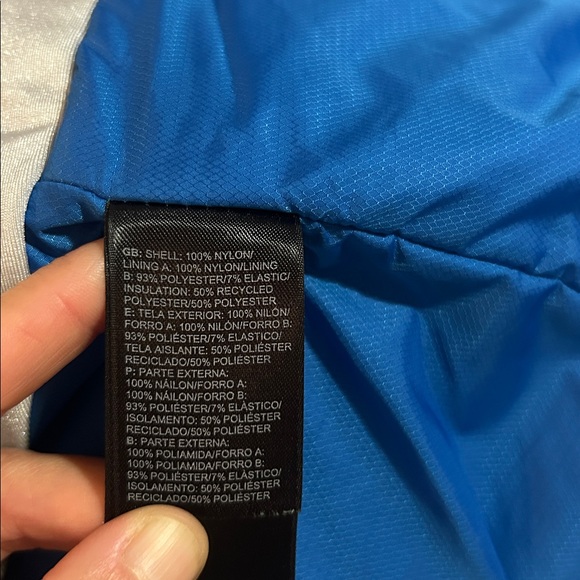 GB: SHELL: 100% NYLON/
LINING A: 100% NYLON/LINING
B: 93% POLYESTER/7% ELASTIC/
INSULATION: 50% RECYCLED
POLYESTER/50% POLYESTER
E: TELA EXTERIOR: 100% NILÓN/
FORRO A: 100% NILÓN/FORRO B:
93% POLIÉSTER/7% ELÁSTICO/
TELA AISLANTE: 50% POLIÉSTER
RECICLADO/50% POLIÉSTER
P: PARTE EXTERNA:
100% NÁILON/FORRO A:
100% NÁILON/FORRO B:
93% POLIÉSTER/7% ELÁSTICO/
ISOLAMENTO: 50% POLIÉSTER
RECICLADO/50% POLIÉSTER
B: PARTE EXTERNA:
100% POLIAMIDA/FORRO A:
100% POLIAMIDA/FORRO B:
93% POLIÉSTER/7% ELÁSTICO/
ISOLAMENTO: 50% POLIÉSTER
RECICLADO/50% POLIÉSTER